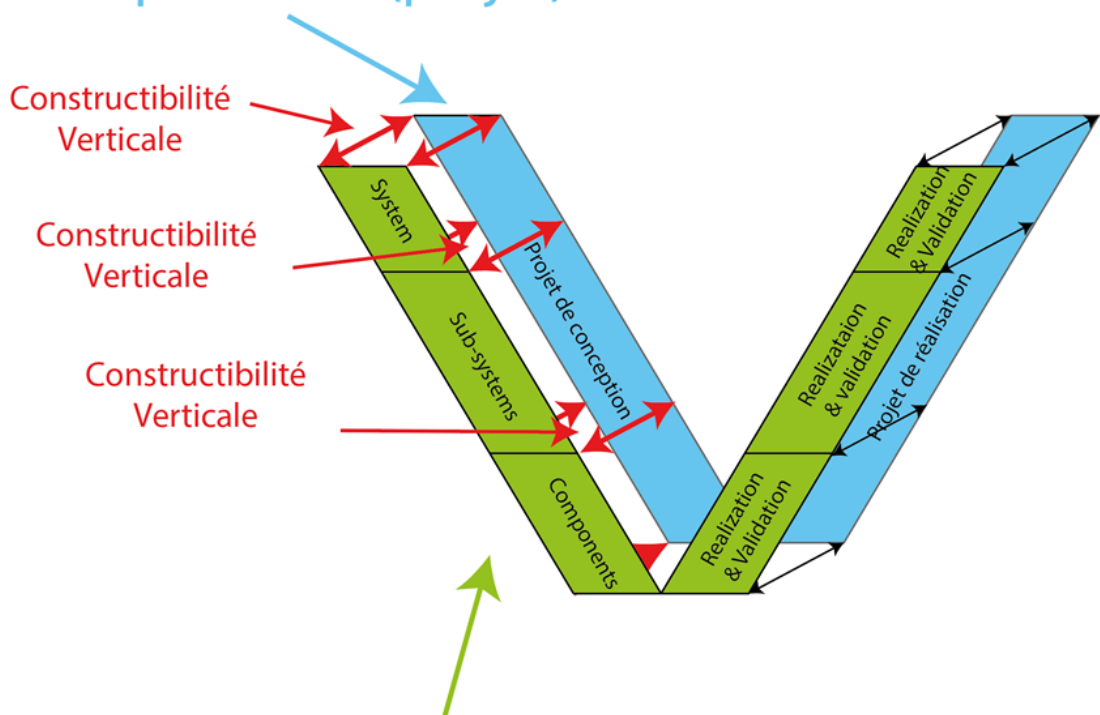 Constructibilité
Verticale
Constructibilité
Verticale
Constructibilité
Verticale
System
Sub-systems
Components
Projet de conception
Realization
& Validation
Realizataion
& validation
Realization
& Validation
Projet de réalisation